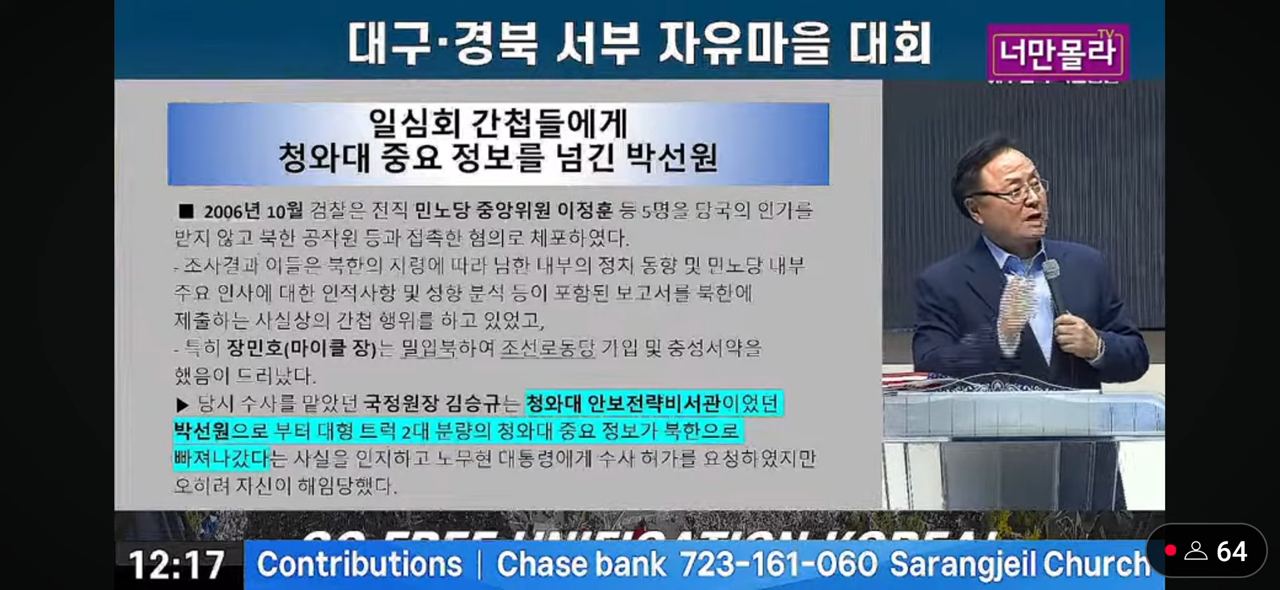 대구·경북 서부 자유마을 대회
너만몰라
TV
일심회 간첩들에게
청와대 중요 정보를 넘긴 박선원
■ 2006년 10월 검찰은 전직 민노당 중앙위원 이정훈 등 5명을 당국의 인가를
받지 않고 북한 공작원 등과 접촉한 혐의로 체포하였다.
- 조사결과 이들은 북한의 지령에 따라 남한 내부의 정치 동향 및 민노당 내부
주요 인사에 대한 인적사항 및 성향 분석 등이 포함된 보고서를 북한에
제출하는 사실상의 간첩 행위를 하고 있었고,
- 특히 장민호(마이클 장)는 밀입북하여 조선로동당 가입 및 충성서약을
했음이 드러났다.
▶ 당시 수사를 맡았던 국정원장 김승규는 청와대 안보전략비서관이었던
박선원으로 부터 대형 트럭 2대 분량의 청와대 중요 정보가 북한으로
빠져나갔다는 사실을 인지하고 노무현 대통령에게 수사 허가를 요청하였지만
오히려 자신이 해임당했다.
GO FREE UNIFICATION KOREA!
12:17 Contributions | Chase bank 723-161-060 Sarangjeil Church
64